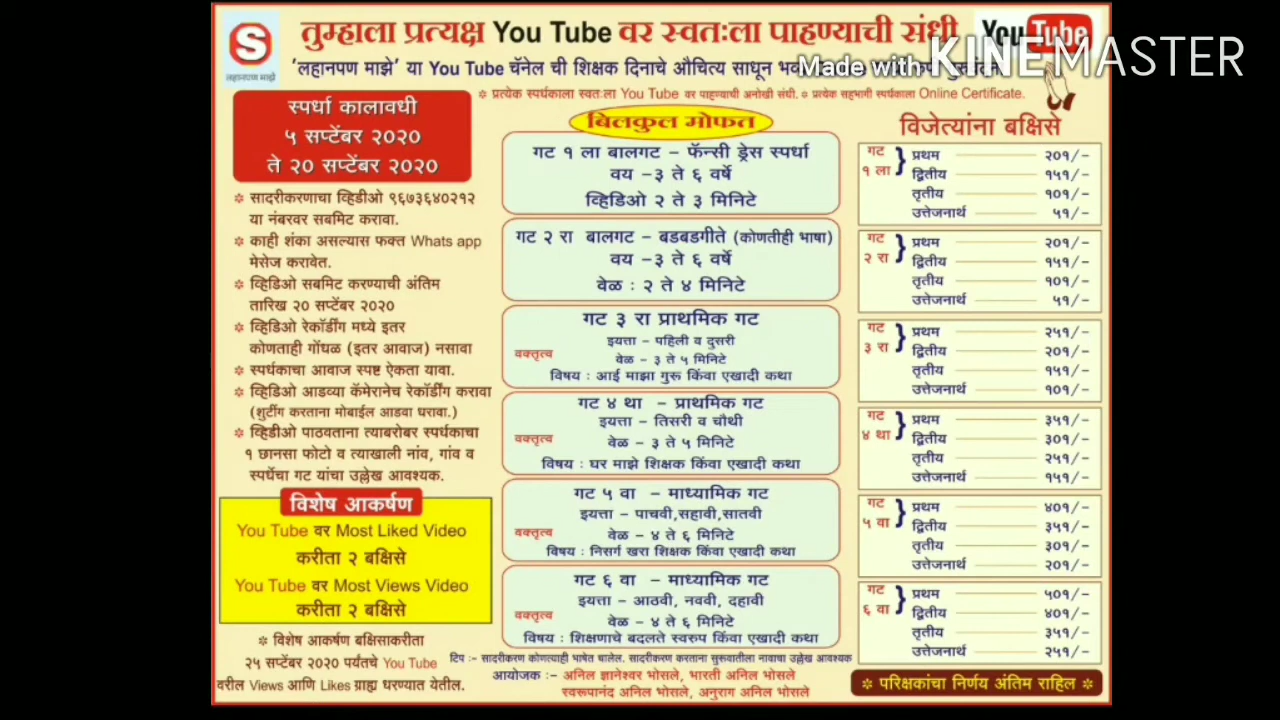 S
लहानपण माझे
तुम्हाला प्रत्यक्ष You Tube वर स्वतःला पाहण्याची संधी
You Tube
'लहानपण माझे' या You Tube चॅनेल ची शिक्षक दिनाचे औचित्य साधून
Made with KINEMASTER
* प्रत्येक स्पर्धकाला स्वतःला You Tube वर पाहण्याची अनोखी संधी. * प्रत्येक सहभागी स्पर्धकाला Online Certificate.
स्पर्धा कालावधी
५ सप्टेंबर २०२०
ते २० सप्टेंबर २०२०
* सादरीकरणाचा व्हिडीओ ९६७३६४०२१२
या नंबरवर सबमिट करावा.
* काही शंका असल्यास फक्त Whats app
मेसेज करावेत.
* व्हिडिओ सबमिट करण्याची अंतिम
तारिख २० सप्टेंबर २०२०
* व्हिडिओ रेकॉर्डींग मध्ये इतर
कोणताही गोंधळ (इतर आवाज) नसावा
* स्पर्धकाचा आवाज स्पष्ट ऐकता यावा.
* व्हिडिओ आडव्या कॅमेरानेच रेकॉर्डींग करावा
(शुटींग करताना मोबाईल आडवा धरावा.)
* व्हिडीओ पाठवताना त्याबरोबर स्पर्धकाचा
१ छानसा फोटो व त्याखाली नांव, गांव व
स्पर्धेचा गट यांचा उल्लेख आवश्यक.
विशेष आकर्षण
You Tube वर Most Liked Video
करीता २ बक्षिसे
You Tube वर Most Views Video
करीता २ बक्षिसे
* विशेष आकर्षण बक्षिसाकरीता
२५ सप्टेंबर २०२० पर्यंतचे You Tube
वरील Views आणि Likes ग्राह्य धरण्यात येतील.
बिलकुल मोफत
गट १ ला बालगट – फॅन्सी ड्रेस स्पर्धा
वय –३ ते ६ वर्षे
व्हिडिओ २ ते ३ मिनिटे
गट २ रा बालगट – बडबडगीते (कोणतीही भाषा)
वय –३ ते ६ वर्षे
वेळ : २ ते ४ मिनिटे
गट ३ रा प्राथमिक गट
इयत्ता – पहिली व दुसरी
वक्तृत्व वेळ – ३ ते ५ मिनिटे
विषय : आई माझा गुरू किंवा एखादी कथा
गट ४ था – प्राथमिक गट
इयत्ता – तिसरी व चौथी
वक्तृत्व वेळ – ३ ते ५ मिनिटे
विषय : घर माझे शिक्षक किंवा एखादी कथा
गट ५ वा – माध्यामिक गट
इयत्ता – पाचवी,सहावी,सातवी
वक्तृत्व वेळ – ४ ते ६ मिनिटे
विषय : निसर्ग खरा शिक्षक किंवा एखादी कथा
गट ६ वा – माध्यामिक गट
इयत्ता – आठवी, नववी, दहावी
वक्तृत्व वेळ – ४ ते ६ मिनिटे
विषय : शिक्षणाचे बदलते स्वरुप किंवा एखादी कथा
टिप :– सादरीकरण कोणत्याही भाषेत चालेल. सादरीकरण करताना सुरूवातीला नावाचा उल्लेख आवश्यक
आयोजक :– अनिल ज्ञानेश्वर भोसले, भारती अनिल भोसले
स्वरूपानंद अनिल भोसले, अनुराग अनिल भोसले
विजेत्यांना बक्षिसे
गट १ ला
प्रथम २०१/–
द्वितीय १५१/–
तृतीय १०१/–
उत्तेजनार्थ ५१/–
गट २ रा
प्रथम २०१/–
द्वितीय १५१/–
तृतीय १०१/–
उत्तेजनार्थ ५१/–
गट ३ रा
प्रथम २५१/–
द्वितीय २०१/–
तृतीय १५१/–
उत्तेजनार्थ १०१/–
गट ४ था
प्रथम ३५१/–
द्वितीय ३०१/–
तृतीय २५१/–
उत्तेजनार्थ १५१/–
गट ५ वा
प्रथम ४०१/–
द्वितीय ३५१/–
तृतीय ३०१/–
उत्तेजनार्थ २०१/–
गट ६ वा
प्रथम ५०१/–
द्वितीय ४०१/–
तृतीय ३५१/–
उत्तेजनार्थ २५१/–
* परिक्षकांचा निर्णय अंतिम राहिल *